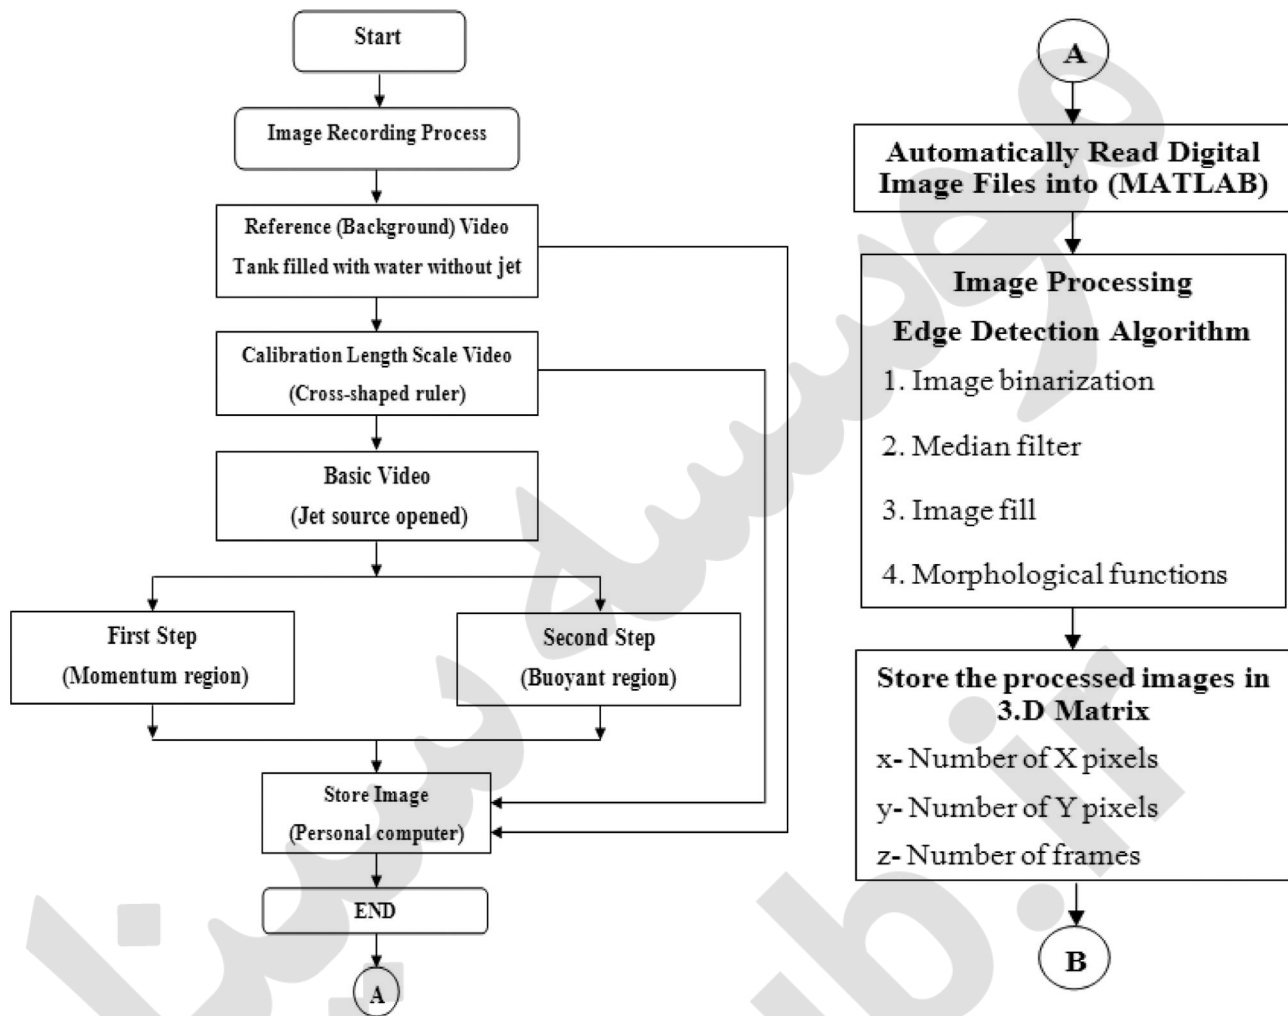 Start
Image Recording Process
Reference (Background) Video
Tank filled with water without jet
Calibration Length Scale Video
(Cross-shaped ruler)
Basic Video
(Jet source opened)
First Step
(Momentum region)
Second Step
(Buoyant region)
Store Image
(Personal computer)
END
A
A
Automatically Read Digital
Image Files into (MATLAB)
Image Processing
Edge Detection Algorithm
1. Image binarization
2. Median filter
3. Image fill
4. Morphological functions
Store the processed images in
3.D Matrix
x- Number of X pixels
y- Number of Y pixels
z- Number of frames
B